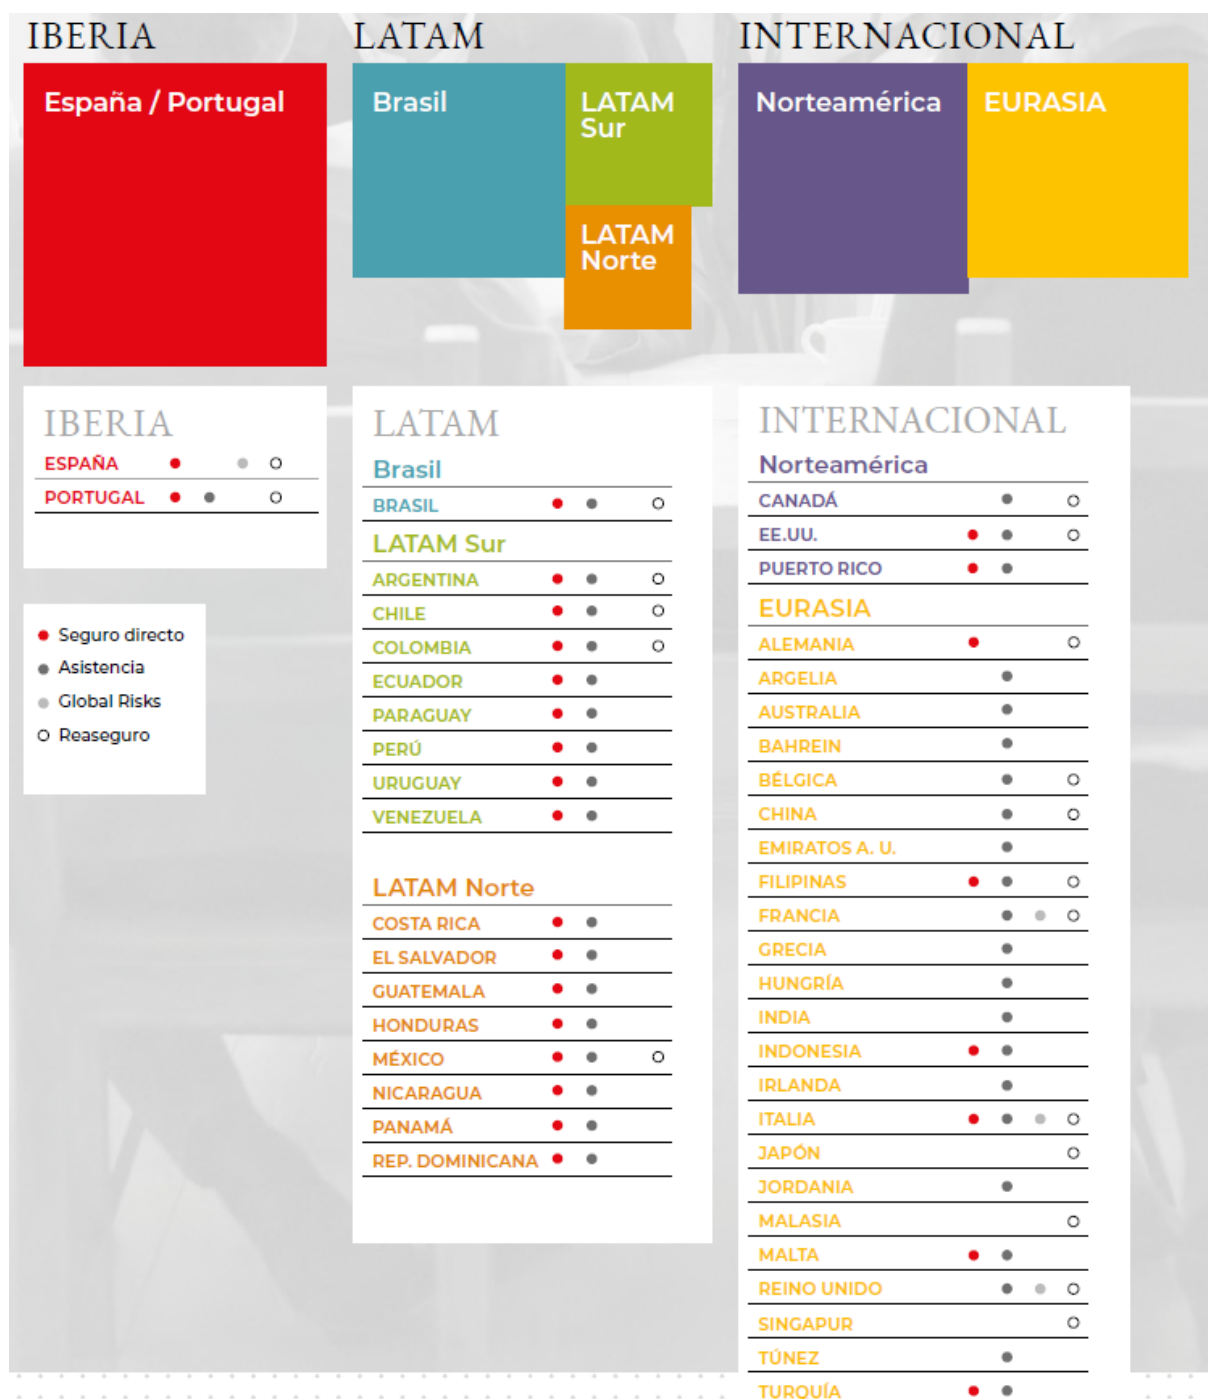 IBERIA
España / Portugal
LATAM
Brasil
LATAM
Sur
LATAM
Norte
INTERNACIONAL
Norteamérica
EURASIA
IBERIA
ESPAÑA
PORTUGAL
Seguro directo
Asistencia
Global Risks
Reaseguro
LATAM
Brasil
BRASIL
LATAM Sur
ARGENTINA
CHILE
COLOMBIA
ECUADOR
PARAGUAY
PERÚ
URUGUAY
VENEZUELA
LATAM Norte
COSTA RICA
EL SALVADOR
GUATEMALA
HONDURAS
MÉXICO
NICARAGUA
PANAMÁ
REP. DOMINICANA
INTERNACIONAL
Norteamérica
CANADÁ
EE.UU.
PUERTO RICO
EURASIA
ALEMANIA
ARGELIA
AUSTRALIA
BAHREIN
BÉLGICA
CHINA
EMIRATOS A. U.
FILIPINAS
FRANCIA
GRECIA
HUNGRÍA
INDIA
INDONESIA
IRLANDA
ITALIA
JAPÓN
JORDANIA
MALASIA
MALTA
REINO UNIDO
SINGAPUR
TÚNEZ
TURQUÍA